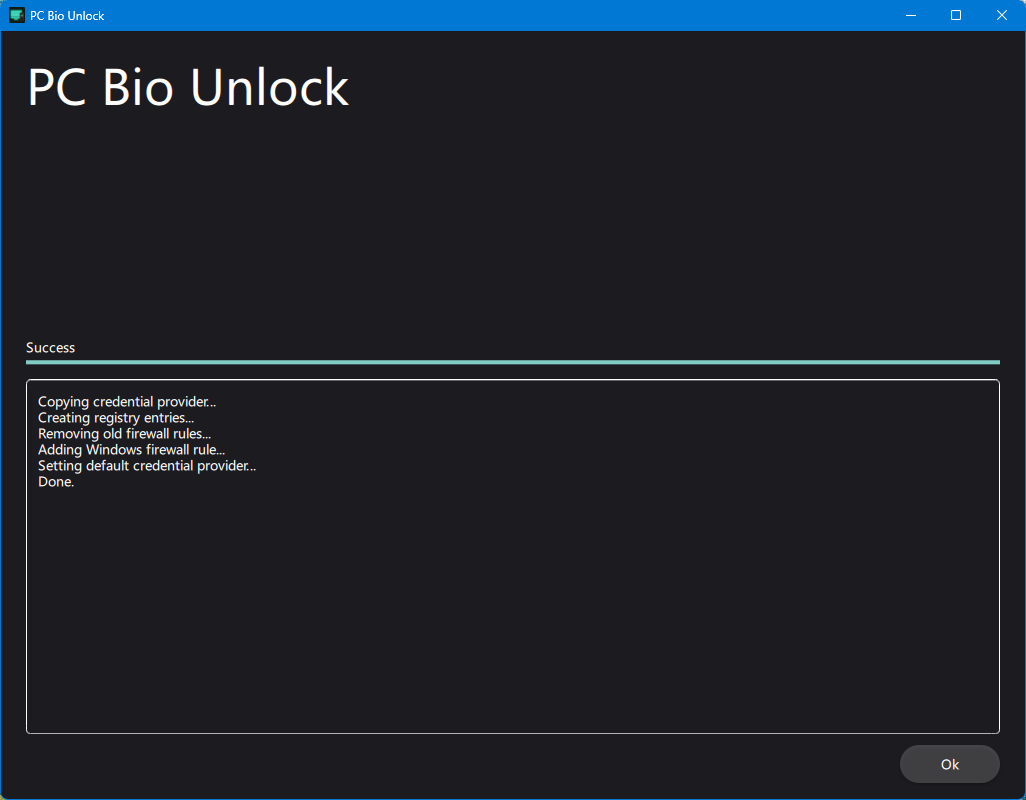 PC Bio Unlock
PC Bio Unlock
Success
Copying credential provider...
Creating registry entries...
Removing old firewall rules...
Adding Windows firewall rule...
Setting default credential provider...
Done.
Ok